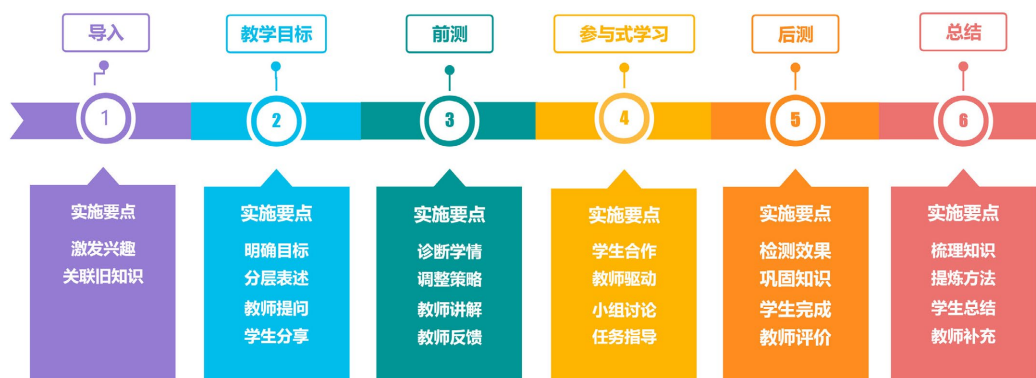 导入
教学目标
前测
参与式学习
后测
总结
1
2
3
4
5
6
实施要点
激发兴趣
关联旧知识
实施要点
明确目标
分层表述
教师提问
学生分享
实施要点
诊断学情
调整策略
教师讲解
教师反馈
实施要点
学生合作
教师驱动
小组讨论
任务指导
实施要点
检测效果
巩固知识
学生完成
教师评价
实施要点
梳理知识
提炼方法
学生总结
教师补充